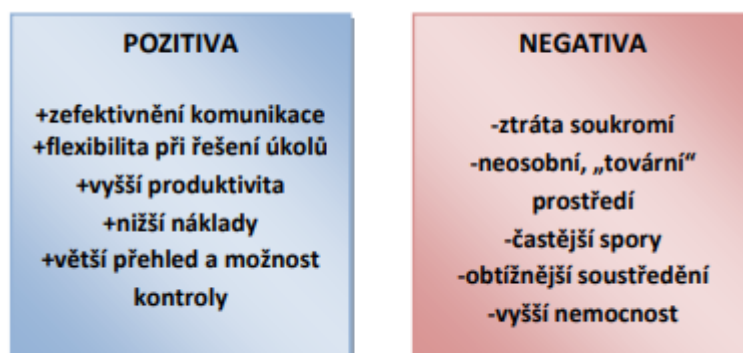 POZITIVA
+zefektivnění komunikace
+flexibilita při řešení úkolů
+vyšší produktivita
+nižší náklady
+větší přehled a možnost
kontroly
NEGATIVA
-ztráta soukromí
-neosobní, „tovární“
prostředí
-častější spory
-obtížnější soustředění
-vyšší nemocnost